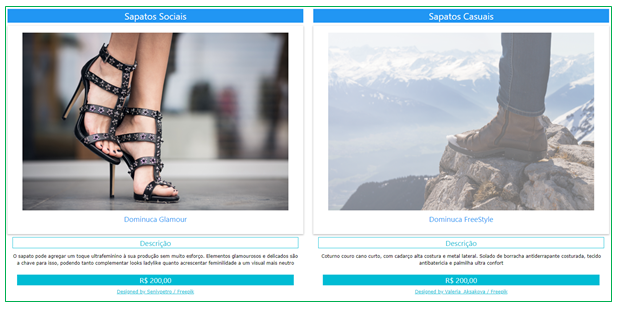 Sapatos Sociais
Dominuca Glamour
Descrição
O sapato pode agregar um toque ultrafeminino à sua produção sem muito esforço. Elementos glamourosos e delicados são
a chave para isso, podendo tanto complementar looks ladylike quanto acrescentar feminilidade a um visual mais neutro
R$ 200,00
Designed by Senivpetro / Freepik
Sapatos Casuais
Dominuca FreeStyle
Descrição
Coturno couro cano curto, com cadarço alta costura e metal lateral. Solado de borracha antiderrapante costurada, tecido
antibatericida e palmilha ultra confort
R$ 200,00
Designed by Valeria_Aksakova / Freepik